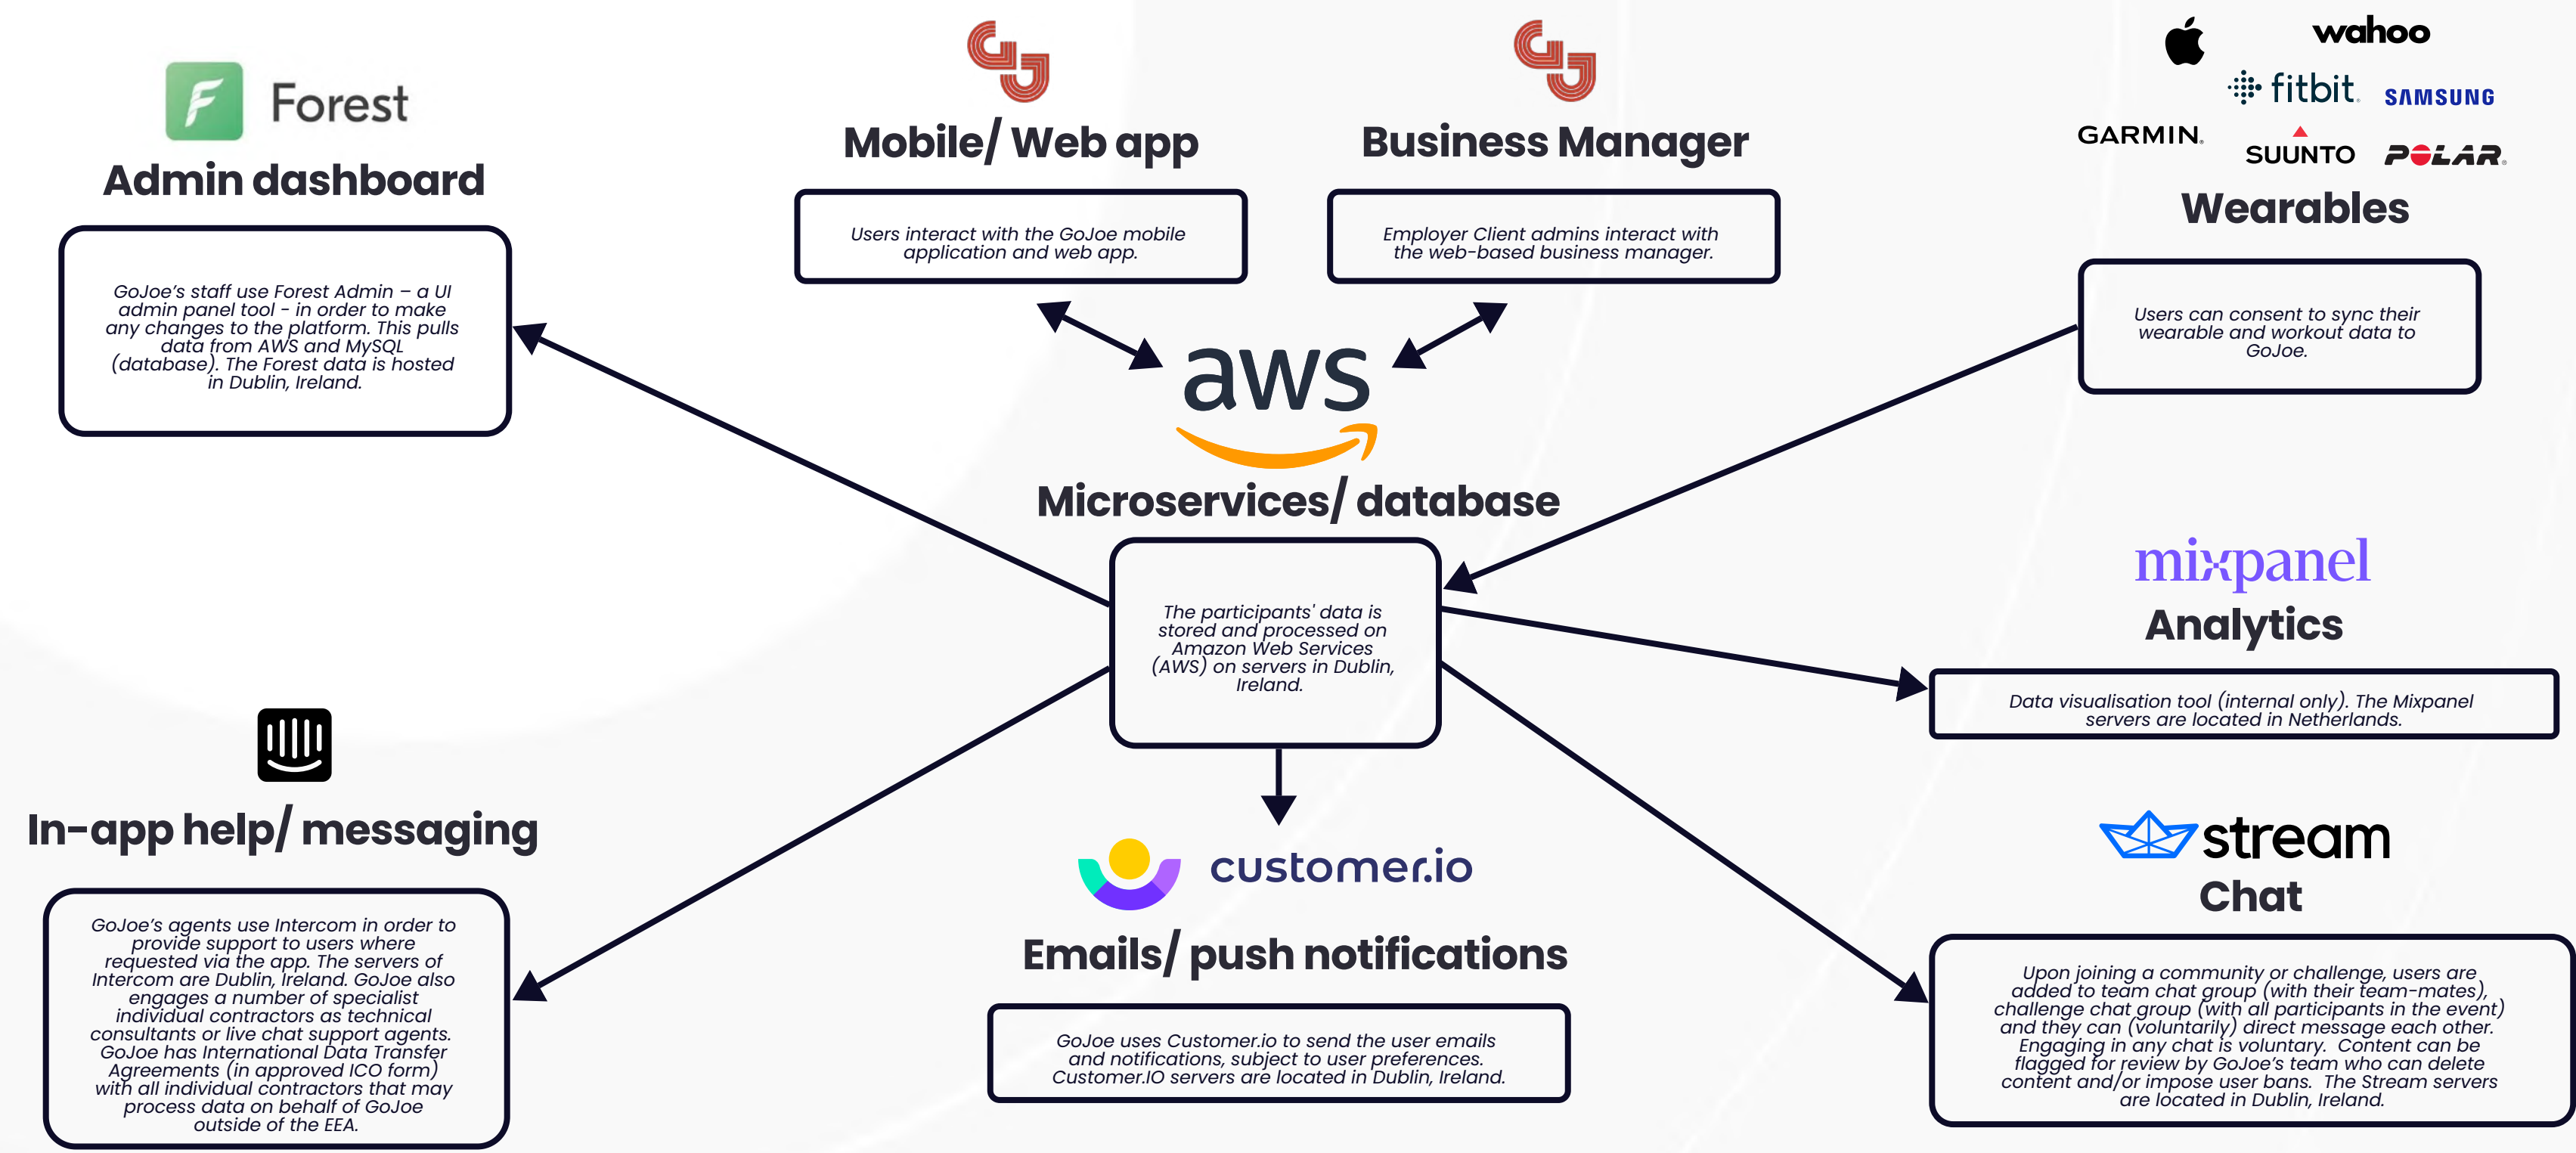 Forest
Admin dashboard
GoJoe’s staff use Forest Admin – a UI
admin panel tool - in order to make
any changes to the platform. This pulls
data from AWS and MySQL
(database). The Forest data is hosted
in Dublin, Ireland.
Mobile/ Web app
Users interact with the GoJoe mobile
application and web app.
Business Manager
Employer Client admins interact with
the web-based business manager.
wahoo
fitbit
SAMSUNG
GARMIN
SUUNTO
POLAR
Wearables
Users can consent to sync their
wearable and workout data to
GoJoe.
aws
Microservices/ database
The participants' data is
stored and processed on
Amazon Web Services
(AWS) on servers in Dublin,
Ireland.
mixpanel
Analytics
Data visualisation tool (internal only). The Mixpanel
servers are located in Netherlands.
In-app help/ messaging
GoJoe’s agents use Intercom in order to
provide support to users where
requested via the app. The servers of
Intercom are Dublin, Ireland. GoJoe also
engages a number of specialist
individual contractors as technical
consultants or live chat support agents.
GoJoe has International Data Transfer
Agreements (in approved ICO form)
with all individual contractors that may
process data on behalf of GoJoe
outside of the EEA.
customer.io
Emails/ push notifications
GoJoe uses Customer.io to send the user emails
and notifications, subject to user preferences.
Customer.IO servers are located in Dublin, Ireland.
stream
Chat
Upon joining a community or challenge, users are
added to team chat group (with their team-mates),
challenge chat group (with all participants in the event)
and they can (voluntarily) direct message each other.
Engaging in any chat is voluntary. Content can be
flagged for review by GoJoe’s team who can delete
content and/or impose user bans. The Stream servers
are located in Dublin, Ireland.